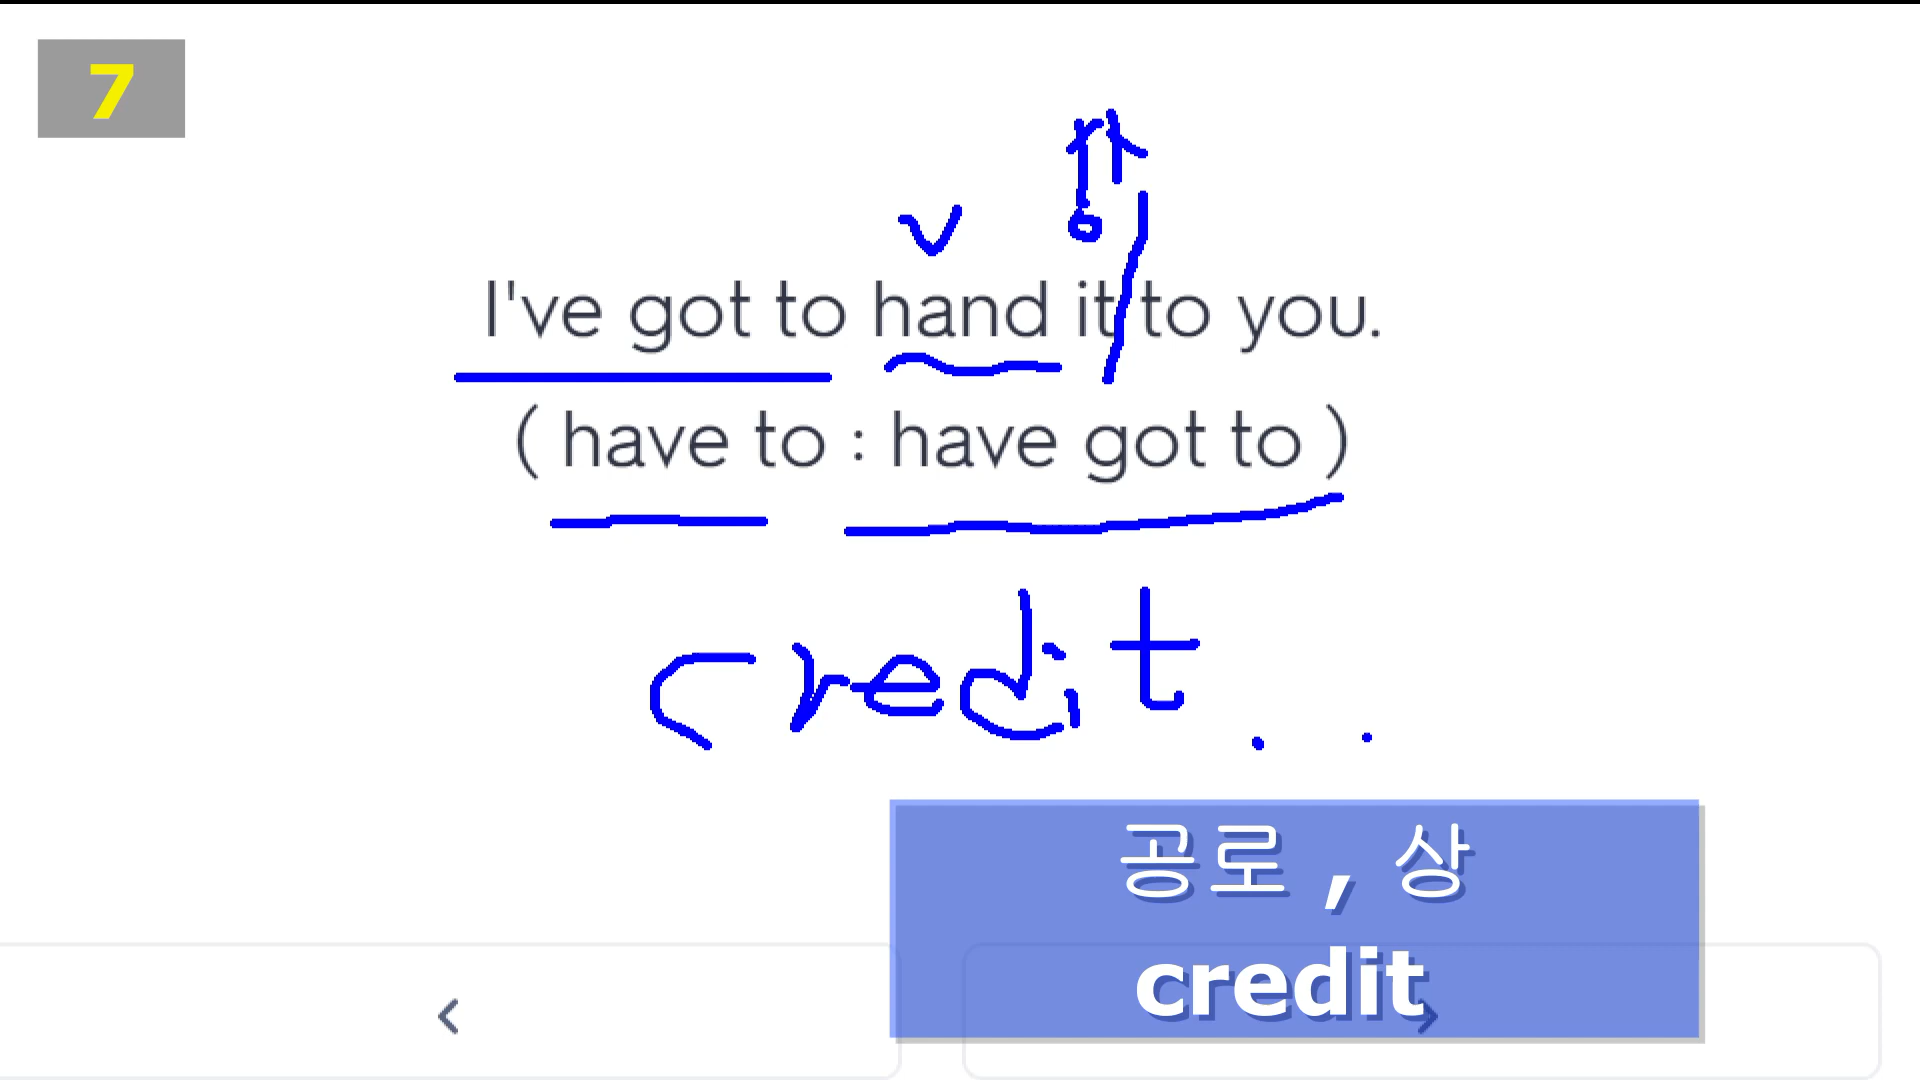 7
v
I've got to hand it to you.
( have to : have got to )
credit . .
공로 , 상
credit